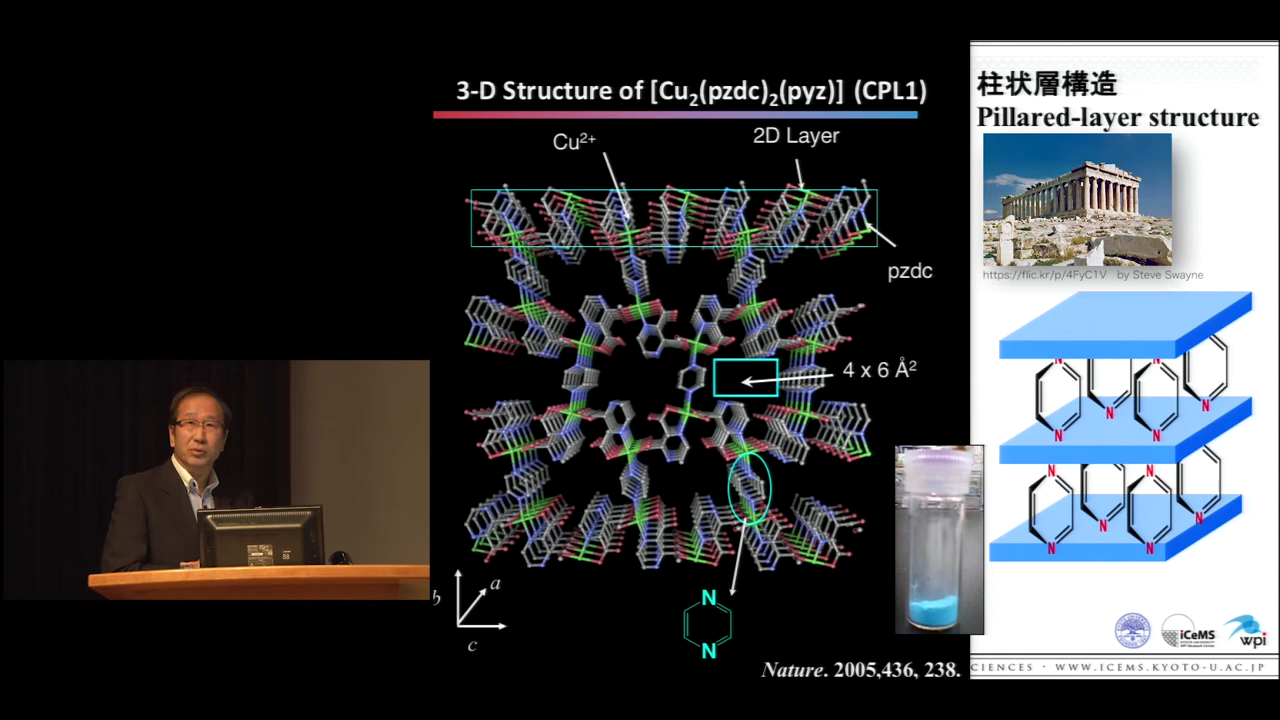 3-D Structure of [Cu₂(pzdc)₂(pyz)] (CPL1)
Cu²⁺
2D Layer
pzdc
4 x 6 Å²
b
a
c
N
N
Nature. 2005,436, 238.
柱状層構造
Pillared-layer structure
https://flic.kr/p/4FyC1V by Steve Swayne
N
N
N
N
N
N
N
N
N
N
N
N
iCeMS
wpi
CIENCES · WWW.ICEMS.KYOTO-U.AC.JP
88